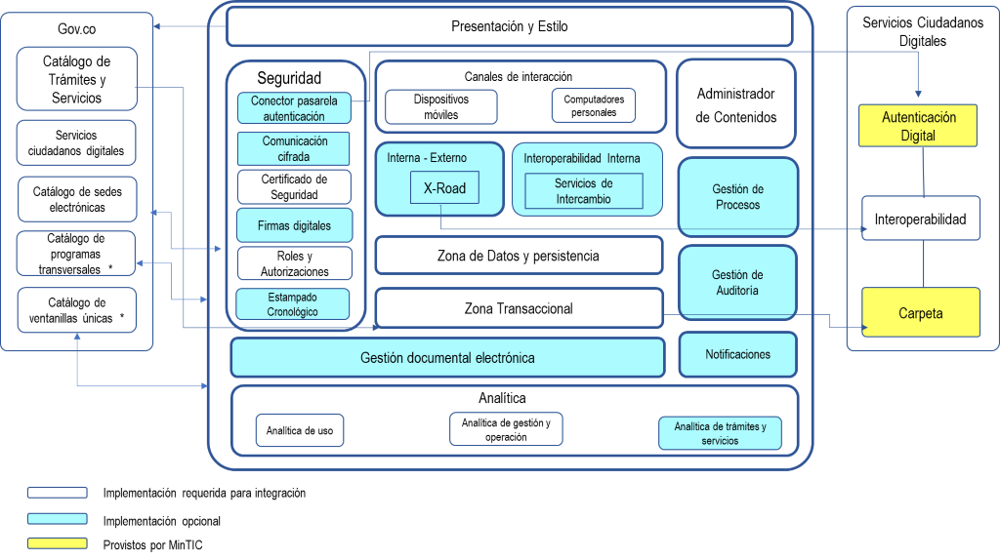 Gov.co
Catálogo de
Trámites y
Servicios
Servicios
ciudadanos digitales
Catálogo de sedes
electrónicas
Catálogo de
programas
transversales *
Catálogo de
ventanillas únicas *
Presentación y Estilo
Seguridad
Conector pasarela
autenticación
Comunicación
cifrada
Certificado de
Seguridad
Firmas digitales
Roles y
Autorizaciones
Estampado
Cronológico
Canales de interacción
Dispositivos
móviles
Computadores
personales
Interna - Externo
X-Road
Interoperabilidad Interna
Servicios de
Intercambio
Zona de Datos y persistencia
Zona Transaccional
Administrador
de Contenidos
Gestión de
Procesos
Gestión de
Auditoría
Notificaciones
Gestión documental electrónica
Analítica
Analítica de uso
Analítica de gestión y
operación
Analítica de trámites y
servicios
Servicios Ciudadanos
Digitales
Autenticación
Digital
Interoperabilidad
Carpeta
Implementación requerida para integración
Implementación opcional
Provistos por MinTIC